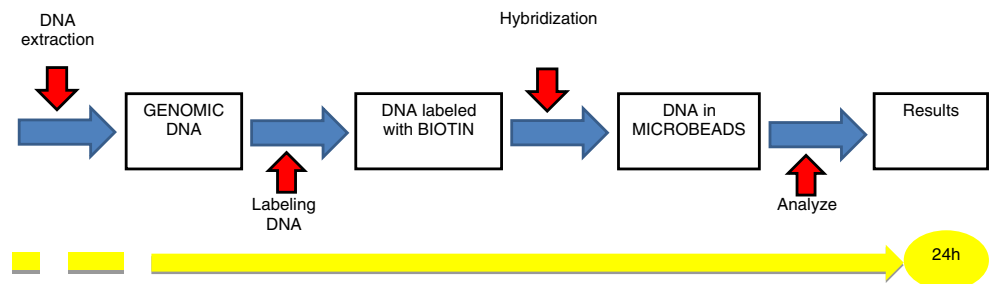 DNA
extraction
Hybridization
GENOMIC
DNA
DNA labeled
with BIOTIN
DNA in
MICROBEADS
Results
Labeling
DNA
Analyze
24h